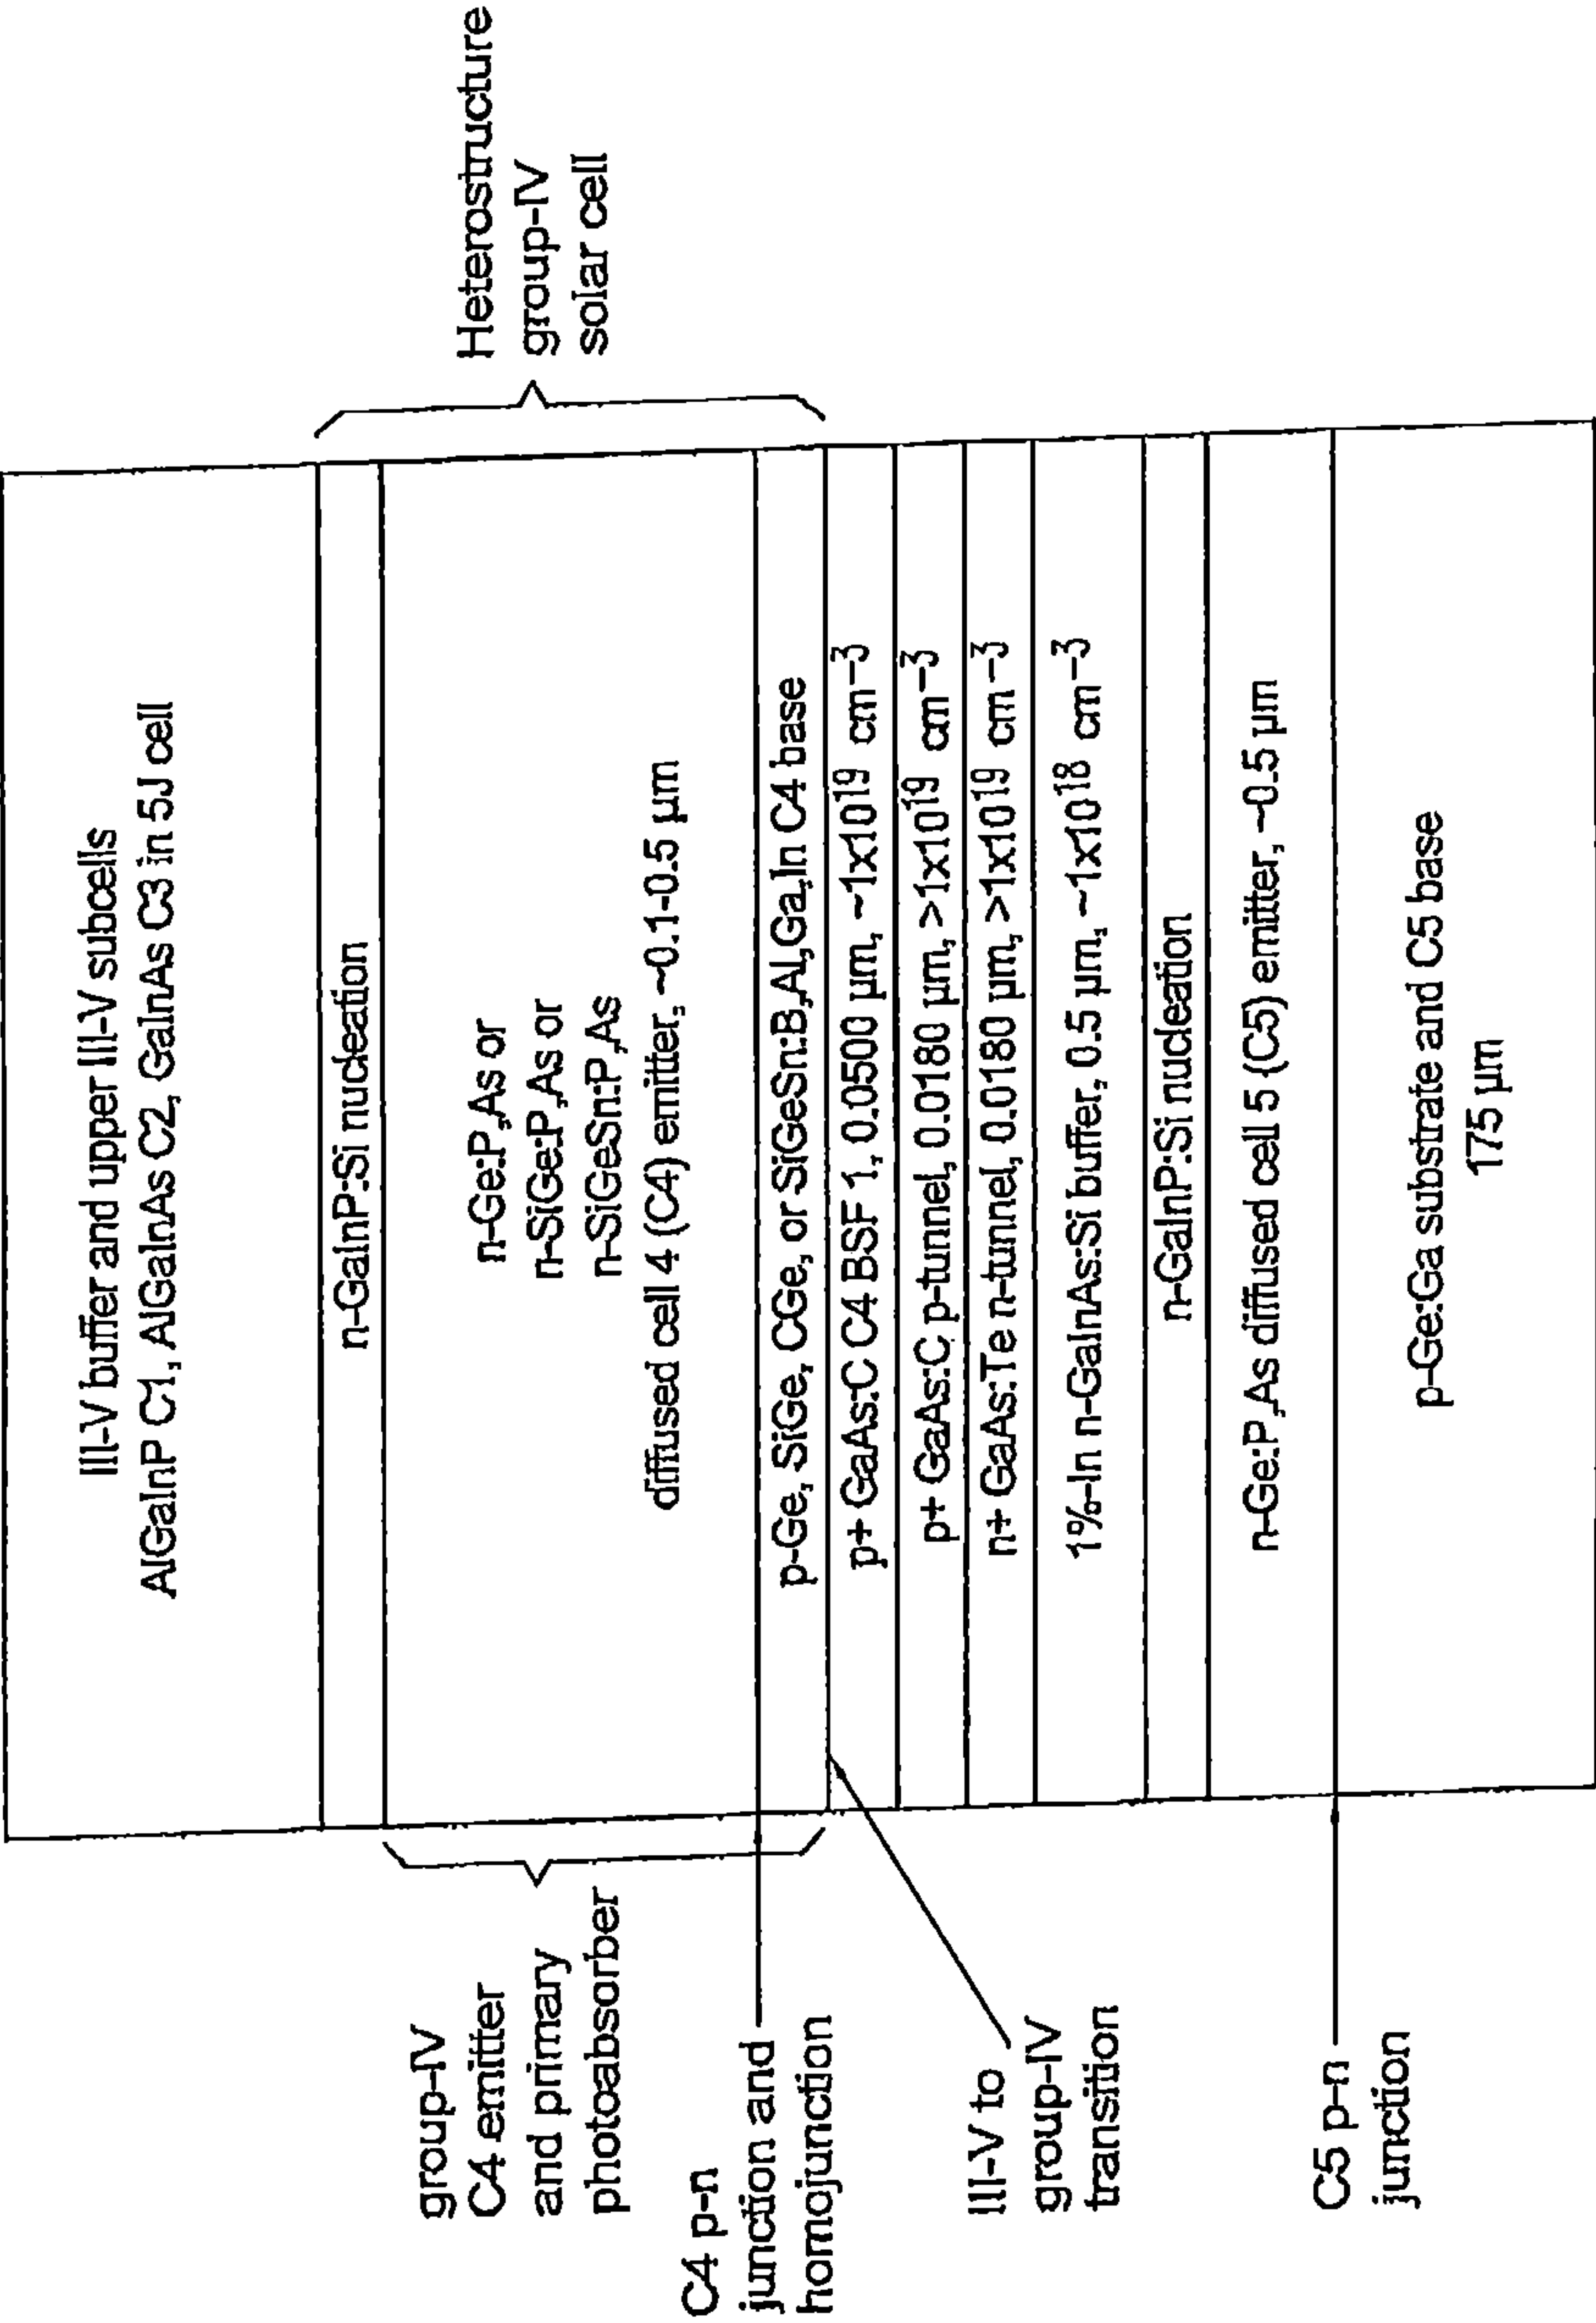 III-V buffer and upper III-V subcells
AlGaInP C1, AlGaInAs C2, GaInAs C3 in 5J cell
n-GaInP:Si nucleation
n-Ge:P,As or
n-SiGe:P,As or
n-SiGeSn:P,As
diffused cell 4 (C4) emitter, ~0.1-0.5 µm
p-Ge, SiGe, CGe, or SiGeSn:B,Al,Ga,In C4 base
p+ GaAs:C C4 BSF 1, 0.0500 µm, ~1x10¹⁹ cm⁻³
p+ GaAs:C p-tunnel, 0.0180 µm, >1x10¹⁹ cm⁻³
n+ GaAs:Te n-tunnel, 0.0180 µm, >1x10¹⁹ cm⁻³
1%-In n-GaInAs:Si buffer, 0.5 µm, ~1x10¹⁸ cm⁻³
n-GaInP:Si nucleation
n-Ge:P,As diffused cell 5 (C5) emitter, ~0.5 µm
p-Ge:Ga substrate and C5 base
175 µm
group-IV
C4 emitter
and primary
photoabsorber
C4 p-n
junction and
homojunction
III-V to
group-IV
transition
C5 p-n
junction
Heterostructure
group-IV
solar cell